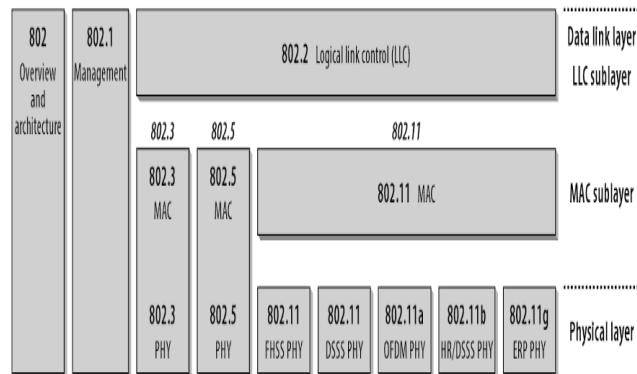 802
Overview
and
architecture
802.1
Management
802.2 Logical link control (LLC)
Data link layer
LLC sublayer
802.3
802.5
802.11
802.3
MAC
802.5
MAC
802.11 MAC
MAC sublayer
802.3
PHY
802.5
PHY
802.11
FHSS PHY
802.11
DSSS PHY
802.11a
OFDM PHY
802.11b
HR/DSSS PHY
802.11g
ERP PHY
Physical layer